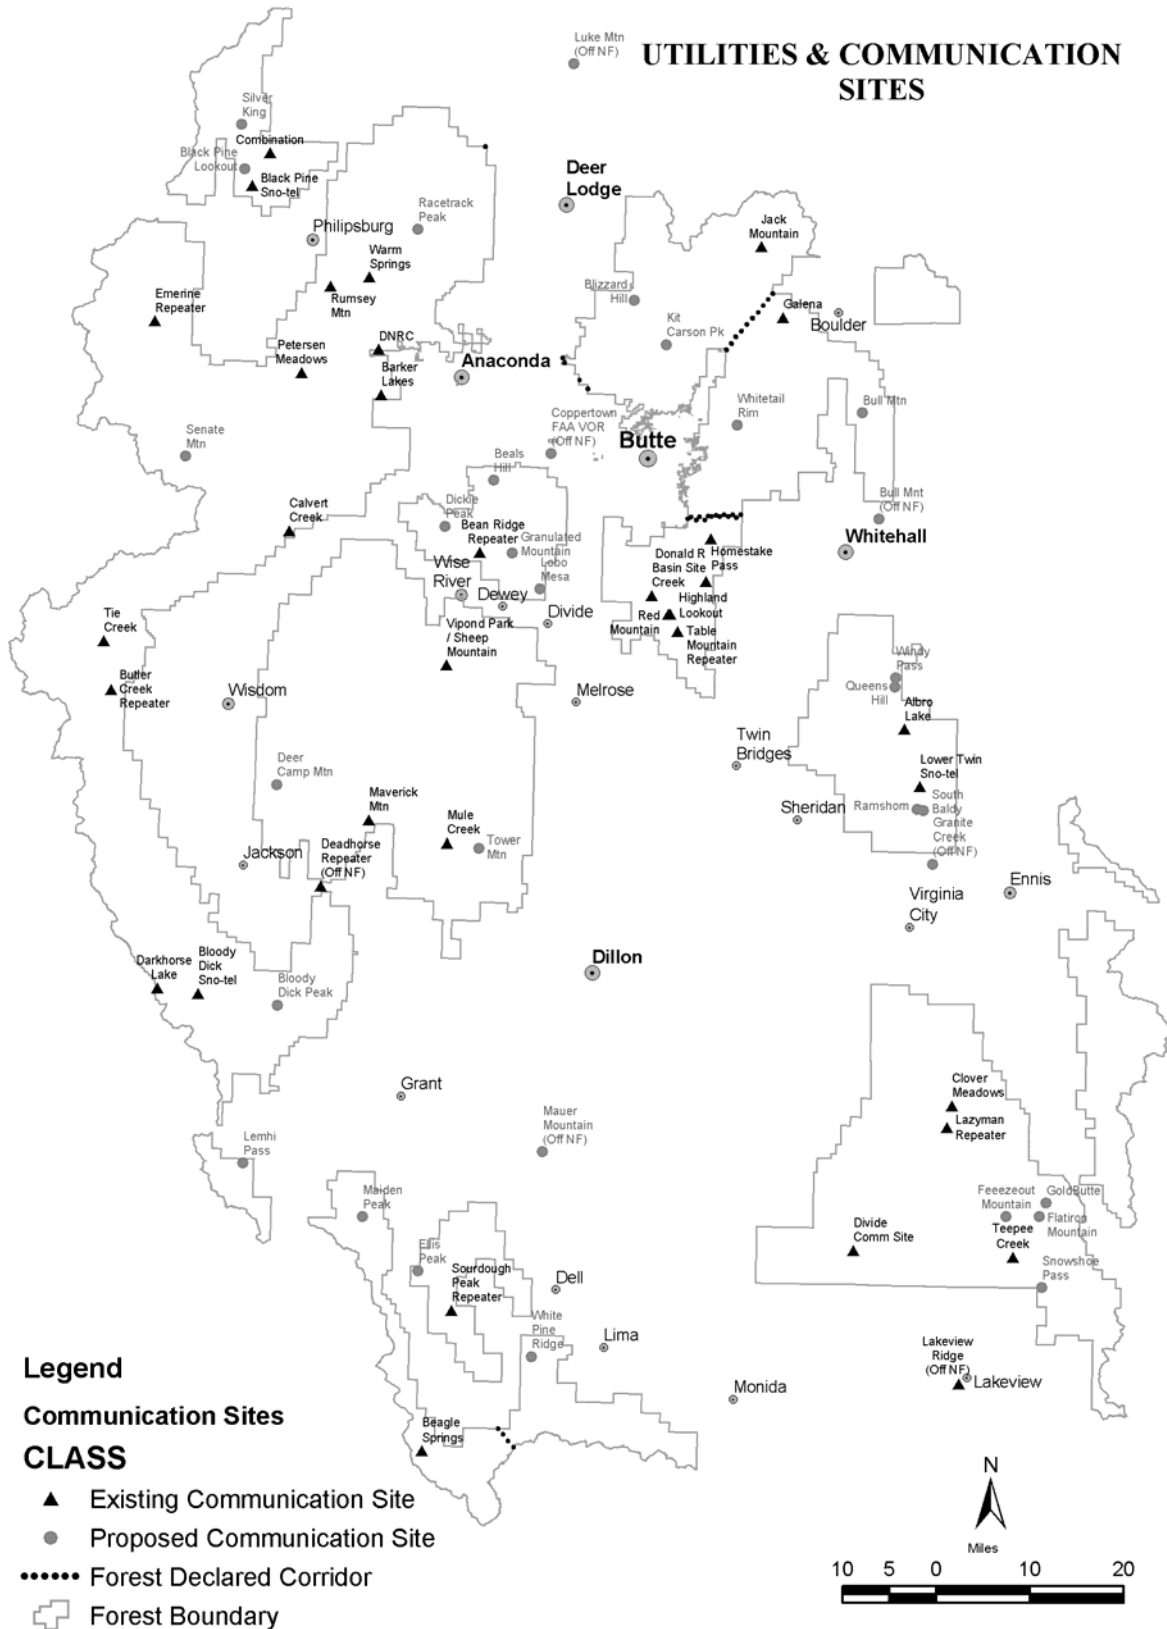 Luke Mtn
(Off NF)
UTILITIES & COMMUNICATION
SITES
Silver
King
Combination
Black Pine
Lookout
Black Pine
Sno-tel
Deer
Lodge
Racetrack
Peak
Philipsburg
Jack
Mountain
Warm
Springs
Rumsey
Mtn
Emerine
Repeater
Blizzard
Hill
Galena
Boulder
Kit
Carson Pk
DNRC
Petersen
Meadows
Anaconda
Barker
Lakes
Whitetail
Rim
Bull Mtn
Coppertown
FAA VOR
(Off NF)
Senate
Mtn
Butte
Beals
Hill
Bull Mnt
(Off NF)
Dickie
Peak
Calvert
Creek
Bean Ridge
Repeater
Granulated
Mountain
Whitehall
Homestake
Pass
Donald R
Basin Site
Creek
Wise
River
Lobo
Mesa
Dewey
Highland
Lookout
Divide
Red
Mountain
Tie
Creek
Vipond Park
/ Sheep
Mountain
Table
Mountain
Repeater
Windy
Pass
Butler
Creek
Repeater
Wisdom
Melrose
Queens
Hill
Albro
Lake
Twin
Bridges
Deer
Camp Mtn
Lower Twin
Sno-tel
Maverick
Mtn
Sheridan
Ramshorn
South
Baldy
Granite
Creek
(Off NF)
Mule
Creek
Tower
Mtn
Jackson
Deadhorse
Repeater
(Off NF)
Ennis
Virginia
City
Darkhorse
Lake
Bloody
Dick
Sno-tel
Dillon
Bloody
Dick Peak
Grant
Clover
Meadows
Lazyman
Repeater
Mauer
Mountain
(Off NF)
Lemhi
Pass
Maiden
Peak
Feeezeout
Mountain
GoldButte
Flatiron
Mountain
Divide
Comm Site
Teepee
Creek
Ellis
Peak
Sourdough
Peak
Repeater
Dell
Snowshoe
Pass
White
Pine
Ridge
Lima
Lakeview
Ridge
(Off NF)
Lakeview
Monida
Beagle
Springs
Legend
Communication Sites
CLASS
Existing Communication Site
Proposed Communication Site
Forest Declared Corridor
Forest Boundary
N
Miles
10 5 0 10 20